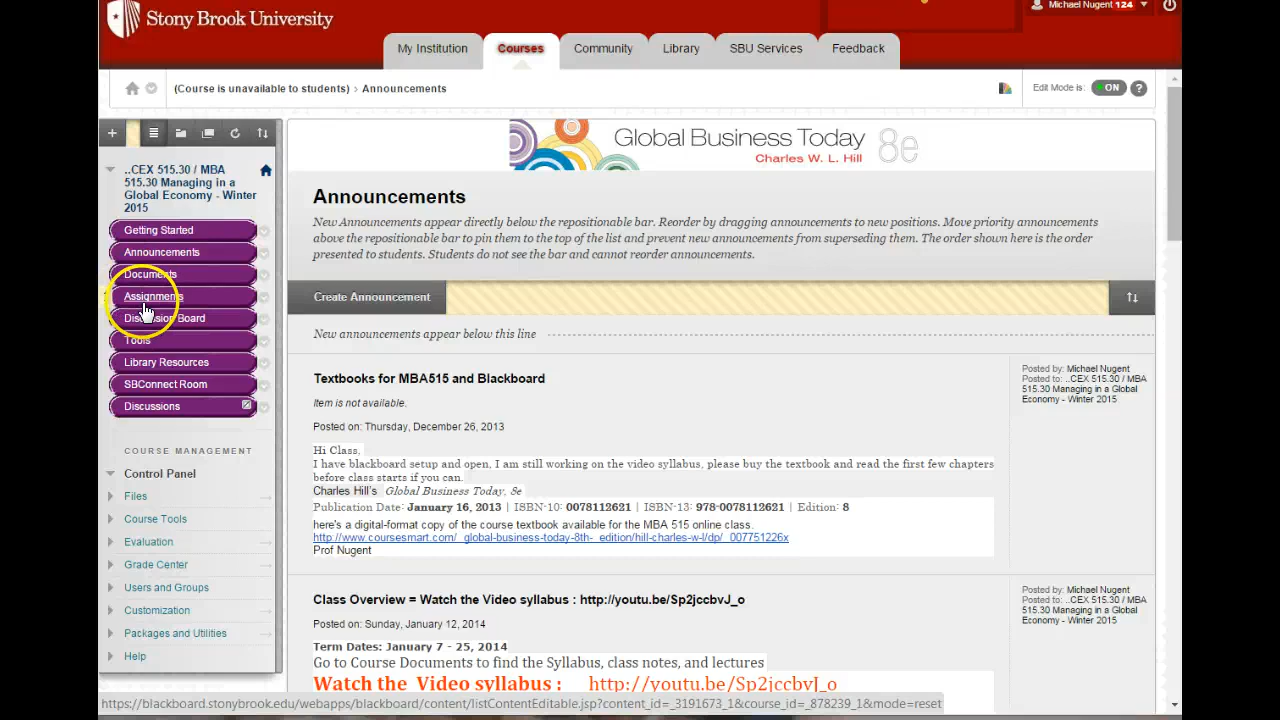 Stony Brook University
Michael Nugent 124
My Institution
Courses
Community
Library
SBU Services
Feedback
(Course is unavailable to students) › Announcements
Edit Mode is: ON ?
Global Business Today 8e
Charles W. L. Hill
..CEX 515.30 / MBA
515.30 Managing in a
Global Economy - Winter
2015
Getting Started
Announcements
Documents
Assignments
Discussion Board
Tools
Library Resources
SBConnect Room
Discussions
COURSE MANAGEMENT
Control Panel
Files
Course Tools
Evaluation
Grade Center
Users and Groups
Customization
Packages and Utilities
Help
Announcements
New Announcements appear directly below the repositionable bar. Reorder by dragging announcements to new positions. Move priority announcements
above the repositionable bar to pin them to the top of the list and prevent new announcements from superseding them. The order shown here is the order
presented to students. Students do not see the bar and cannot reorder announcements.
Create Announcement
New announcements appear below this line
Textbooks for MBA515 and Blackboard
Item is not available.
Posted on: Thursday, December 26, 2013
Hi Class,
I have blackboard setup and open, I am still working on the video syllabus, please buy the textbook and read the first few chapters
before class starts if you can.
Charles Hill's Global Business Today, 8e
Publication Date: January 16, 2013 | ISBN-10: 0078112621 | ISBN-13: 978-0078112621 | Edition: 8
here's a digital-format copy of the course textbook available for the MBA 515 online class.
http://www.coursesmart.com/_global-business-today-8th-_edition/hill-charles-w-l/dp/_007751226x
Prof Nugent
Posted by: Michael Nugent
Posted to: ..CEX 515.30 / MBA
515.30 Managing in a Global
Economy - Winter 2015
Class Overview = Watch the Video syllabus : http://youtu.be/Sp2jccbvJ_o
Posted on: Sunday, January 12, 2014
Term Dates: January 7 - 25, 2014
Go to Course Documents to find the Syllabus, class notes, and lectures
Watch the Video syllabus : http://youtu.be/Sp2jccbvJ_o
Posted by: Michael Nugent
Posted to: ..CEX 515.30 / MBA
515.30 Managing in a Global
Economy - Winter 2015
https://blackboard.stonybrook.edu/webapps/blackboard/content/listContentEditable.jsp?content_id=_3191673_1&course_id=_878239_1&mode=reset